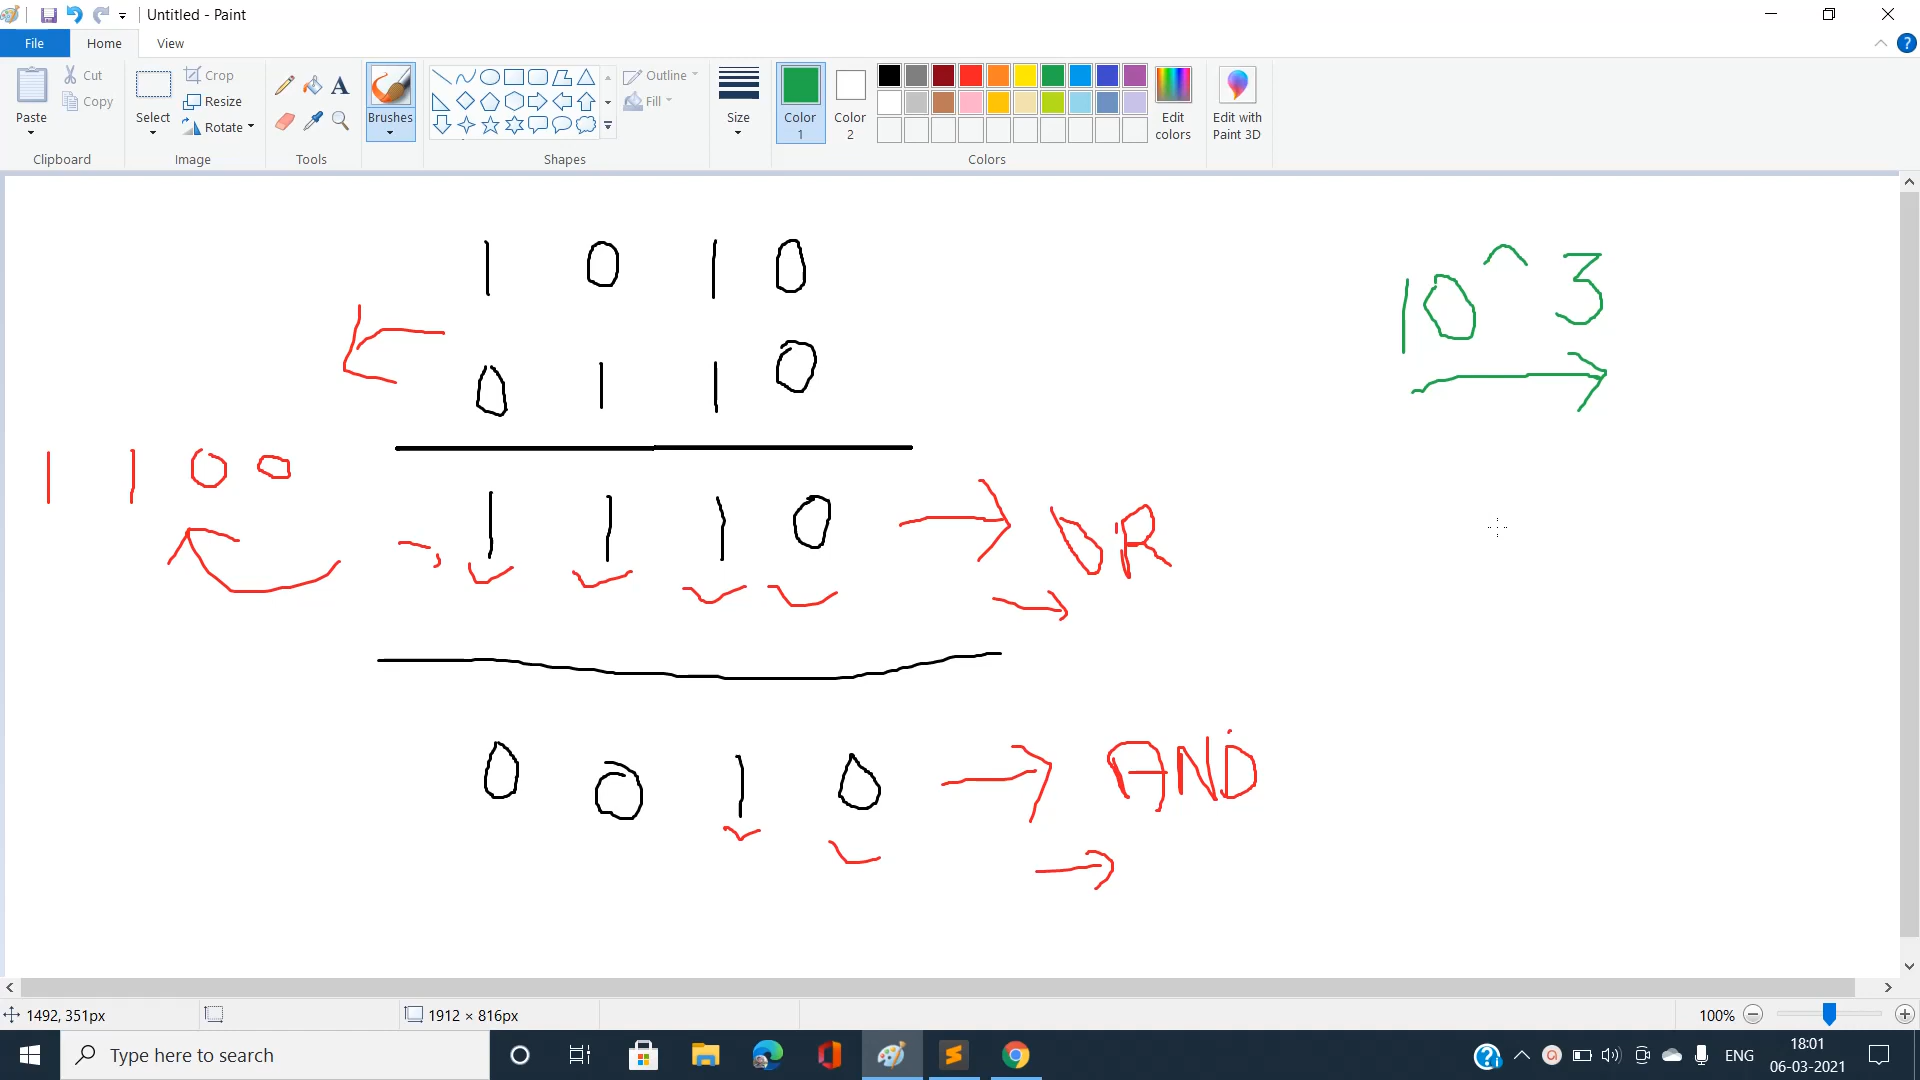 Untitled - Paint
File Home View
Paste
Cut
Copy
Clipboard
Select
Crop
Resize
Rotate
Image
Tools
Brushes
Outline
Fill
Shapes
Size
Color 1
Color 2
Edit colors
Edit with Paint 3D
Colors
1 0 1 0
10^3
0 1 1 0
1 1 0 0
1 1 1 0 OR
0 0 1 0 AND
1492, 351px
1912 × 816px
100%
Type here to search
ENG
18:01
06-03-2021